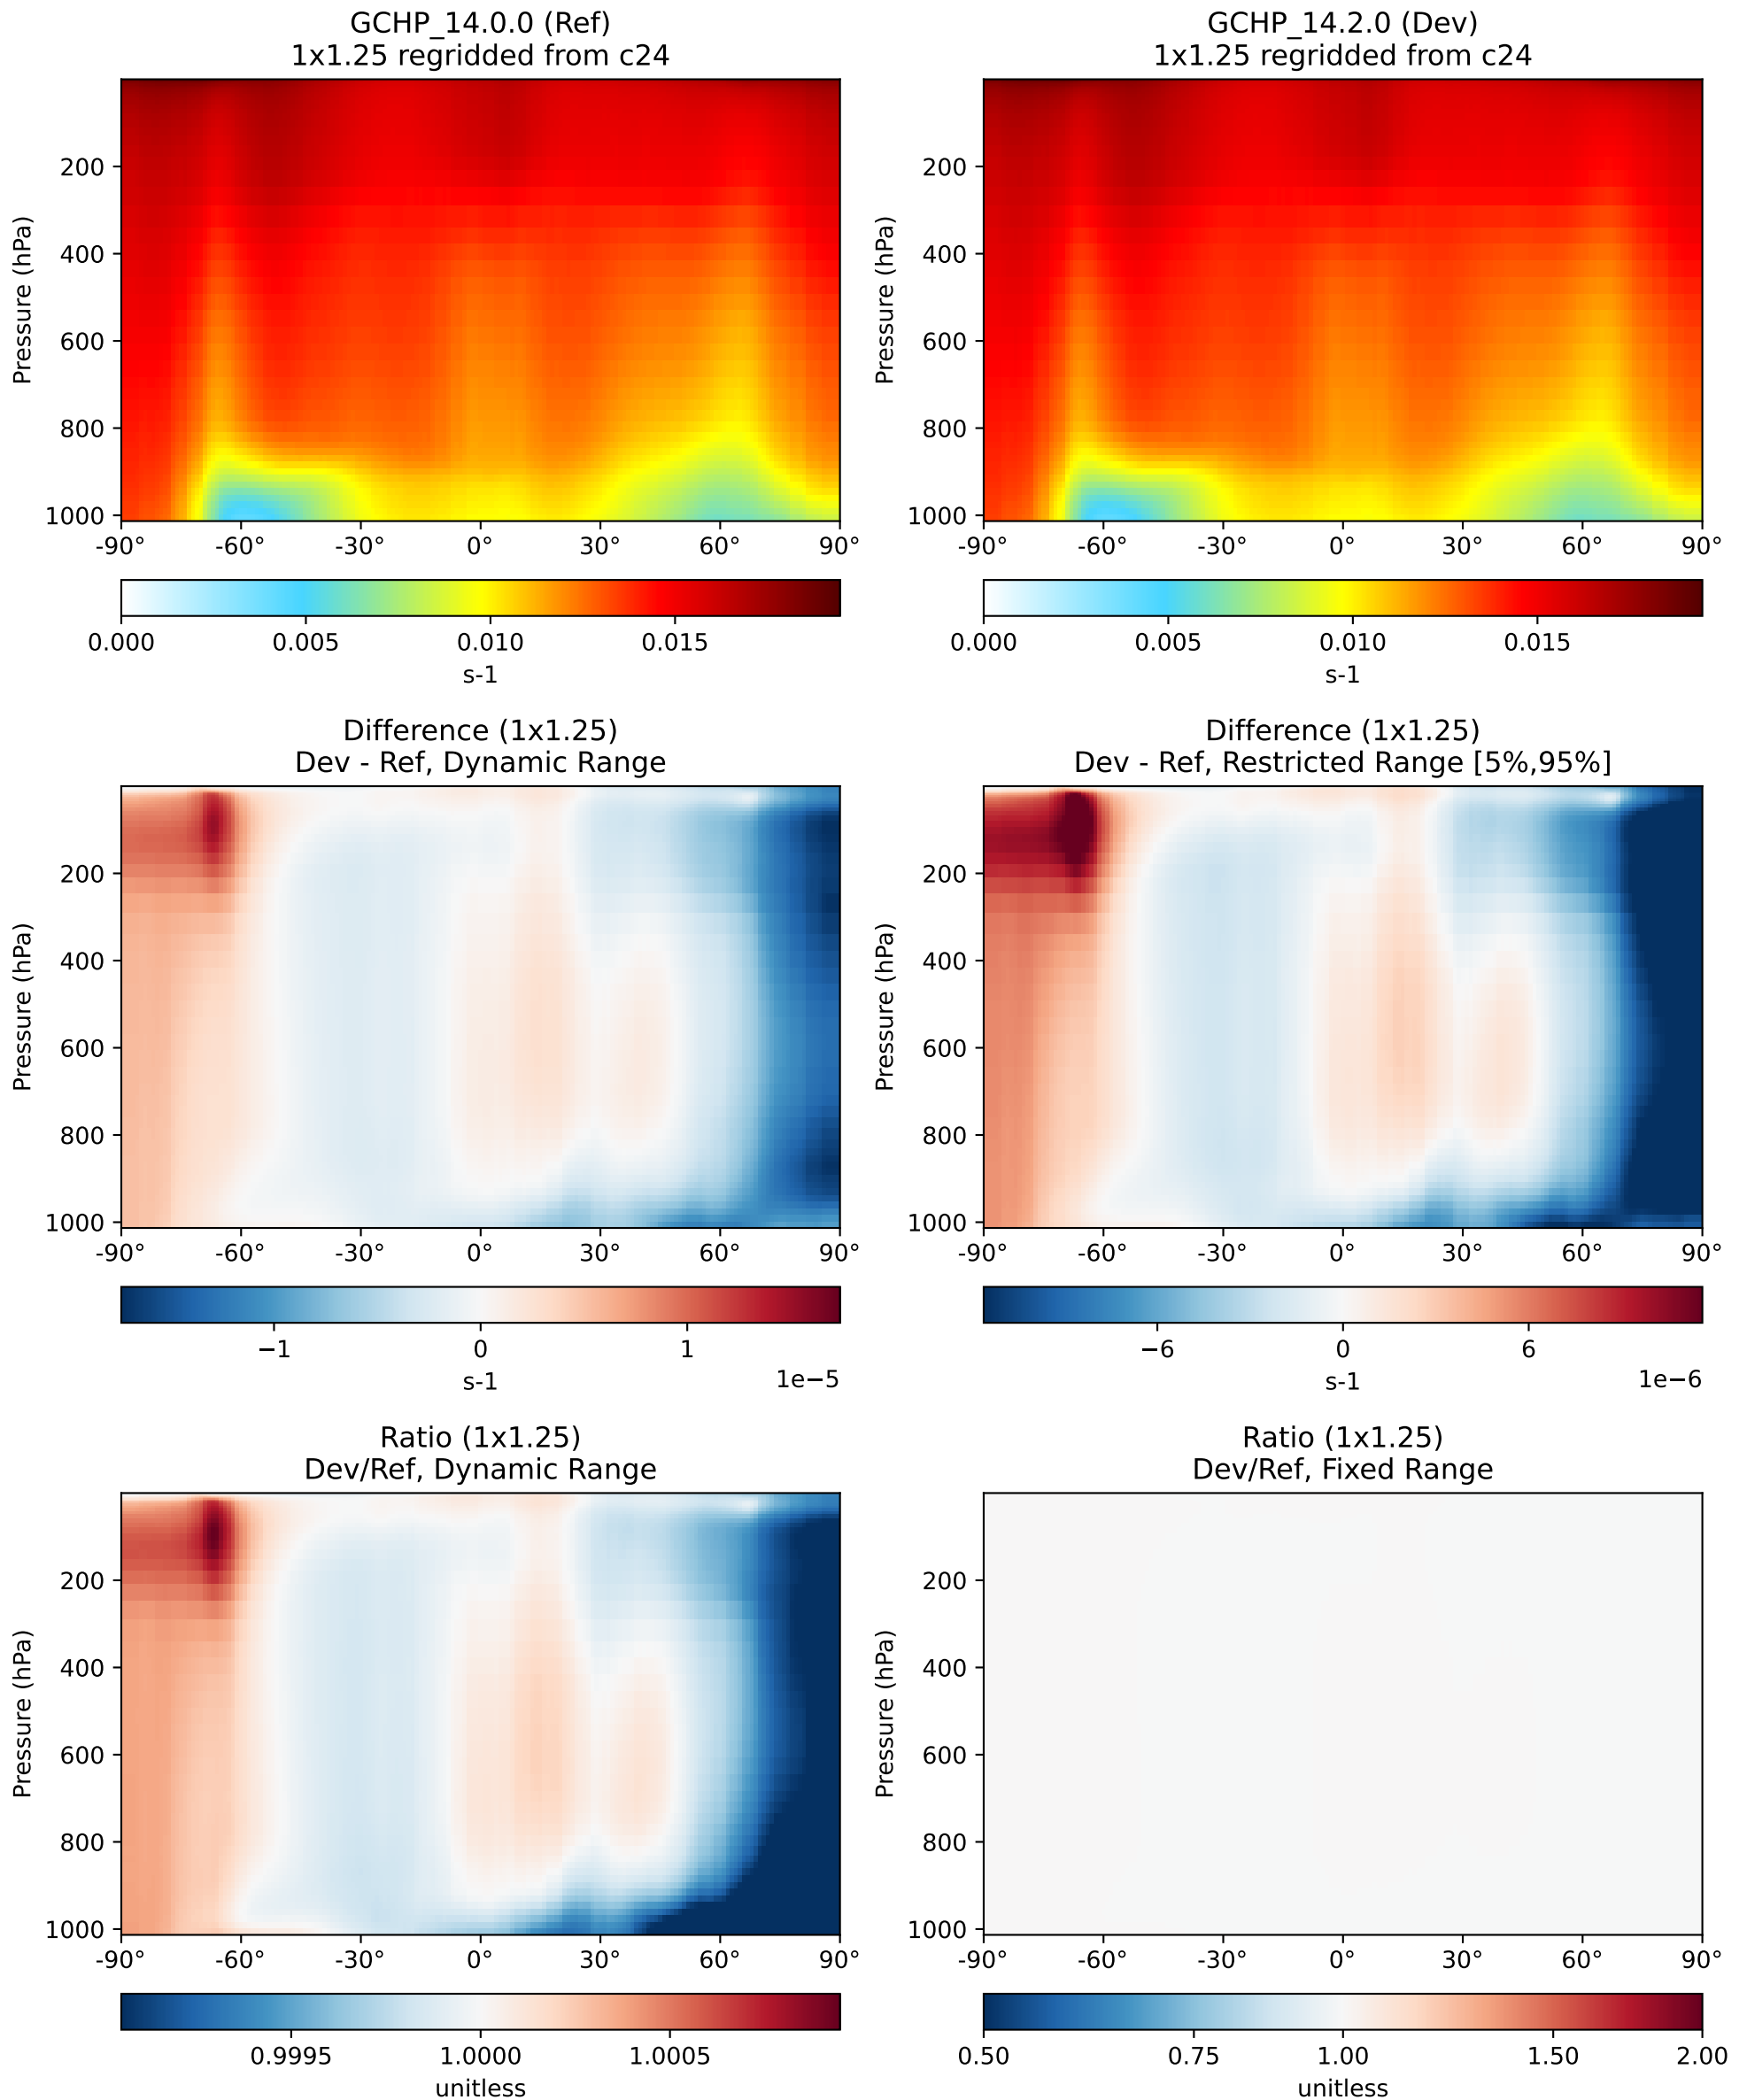 GCHP_14.0.0 (Ref)
1x1.25 regridded from c24
Pressure (hPa)
200
400
600
800
1000
-90° -60° -30° 0° 30° 60° 90°
0.000 0.005 0.010 0.015
s-1
GCHP_14.2.0 (Dev)
1x1.25 regridded from c24
Pressure (hPa)
200
400
600
800
1000
-90° -60° -30° 0° 30° 60° 90°
0.000 0.005 0.010 0.015
s-1
Difference (1x1.25)
Dev - Ref, Dynamic Range
Pressure (hPa)
200
400
600
800
1000
-90° -60° -30° 0° 30° 60° 90°
−1 0 1
s-1 1e−5
Difference (1x1.25)
Dev - Ref, Restricted Range [5%,95%]
Pressure (hPa)
200
400
600
800
1000
-90° -60° -30° 0° 30° 60° 90°
−6 0 6
s-1 1e−6
Ratio (1x1.25)
Dev/Ref, Dynamic Range
Pressure (hPa)
200
400
600
800
1000
-90° -60° -30° 0° 30° 60° 90°
0.9995 1.0000 1.0005
unitless
Ratio (1x1.25)
Dev/Ref, Fixed Range
Pressure (hPa)
200
400
600
800
1000
-90° -60° -30° 0° 30° 60° 90°
0.50 0.75 1.00 1.50 2.00
unitless